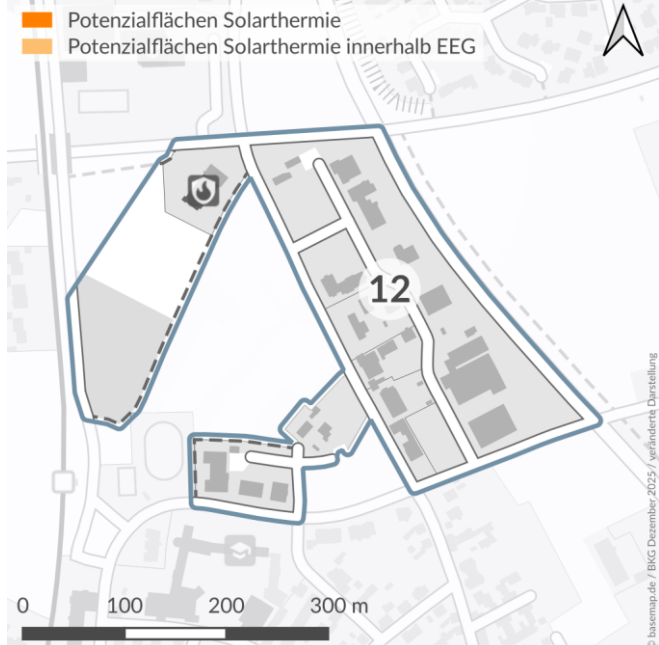 Potenzialflächen Solarthermie
Potenzialflächen Solarthermie innerhalb EEG
12
© basemap.de / BKG Dezember 2025 / veränderte Darstellung
0 100 200 300 m